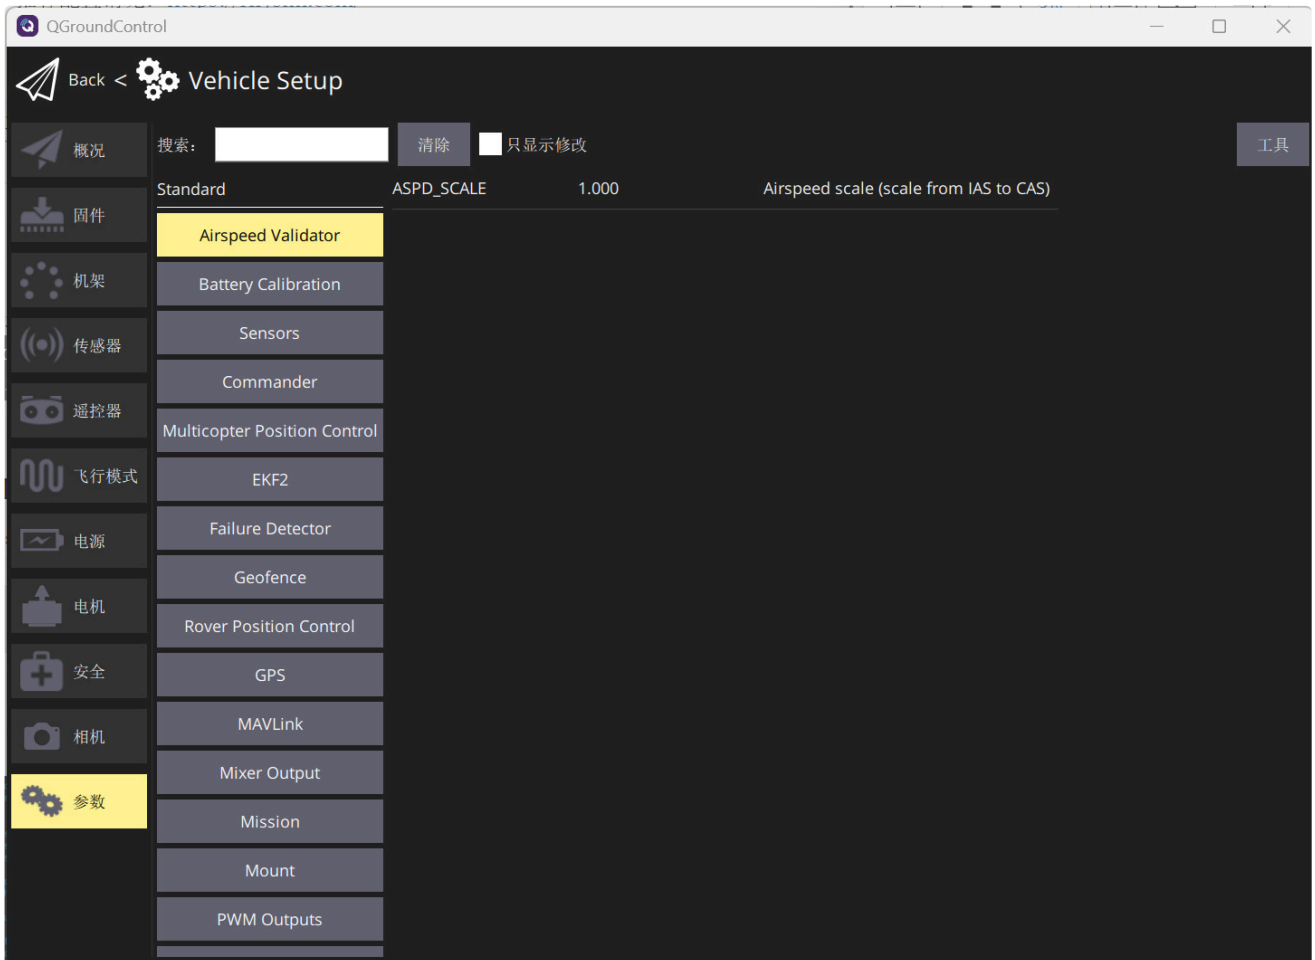 QGroundControl
Back < Vehicle Setup
概况
固件
机架
传感器
遥控器
飞行模式
电源
电机
安全
相机
参数
搜索： 清除 只显示修改 工具
Standard
Airspeed Validator
Battery Calibration
Sensors
Commander
Multicopter Position Control
EKF2
Failure Detector
Geofence
Rover Position Control
GPS
MAVLink
Mixer Output
Mission
Mount
PWM Outputs
ASPD_SCALE 1.000 Airspeed scale (scale from IAS to CAS)